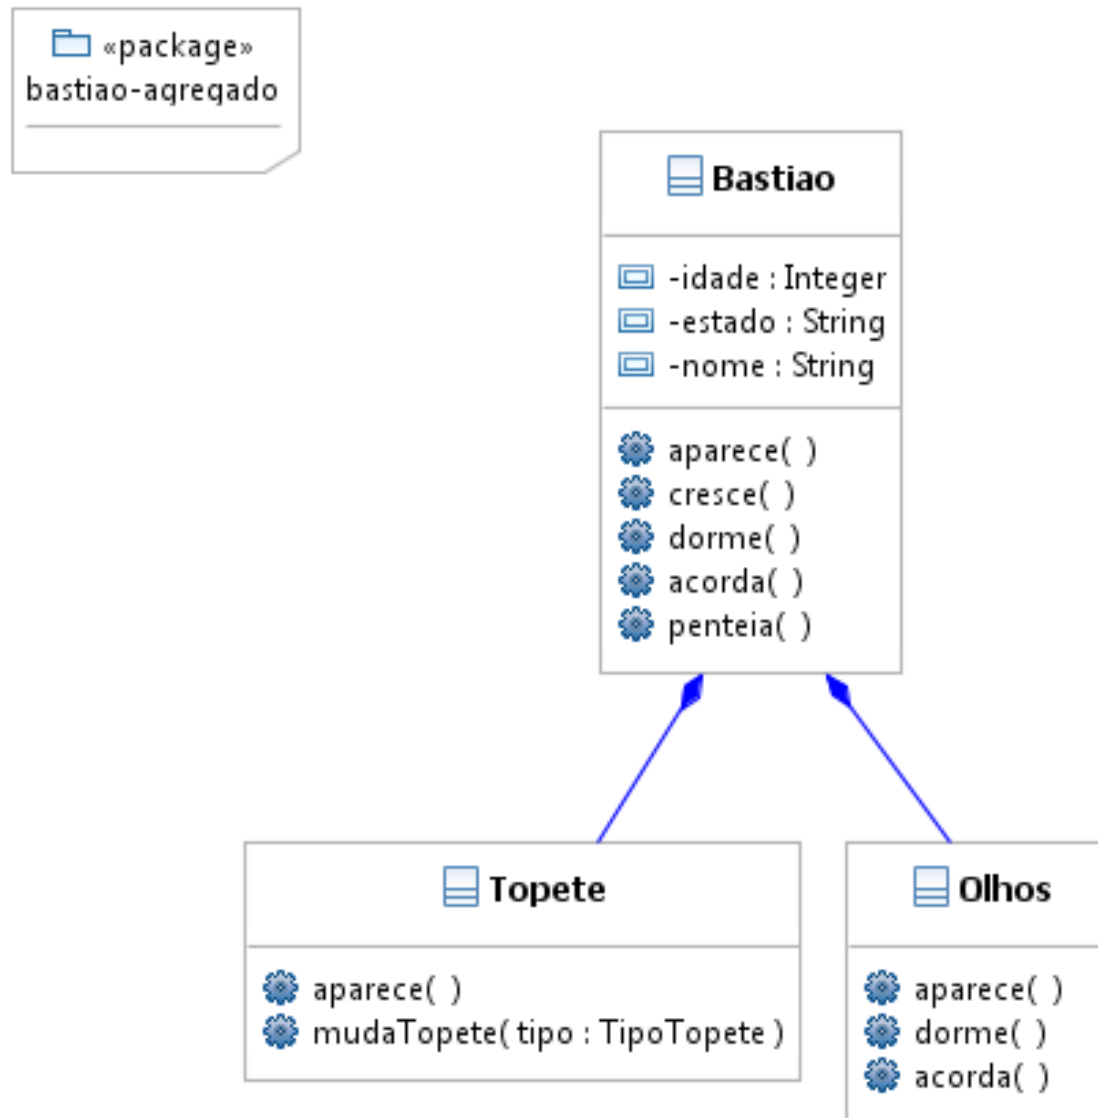 «package»
bastiao-agregado
Bastiao
-idade : Integer
-estado : String
-nome : String
aparece( )
cresce( )
dorme( )
acorda( )
penteia( )
Topete
aparece( )
mudaTopete( tipo : TipoTopete )
Olhos
aparece( )
dorme( )
acorda( )